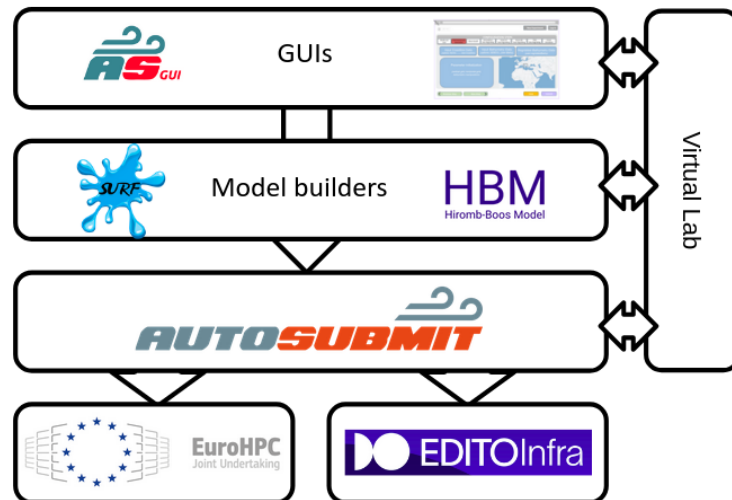 AS GUI
GUIs
SURF
Model builders
HBM
Hiromb-Boos Model
Virtual Lab
AUTOSUBMIT
EuroHPC
Joint Undertaking
EDITOInfra